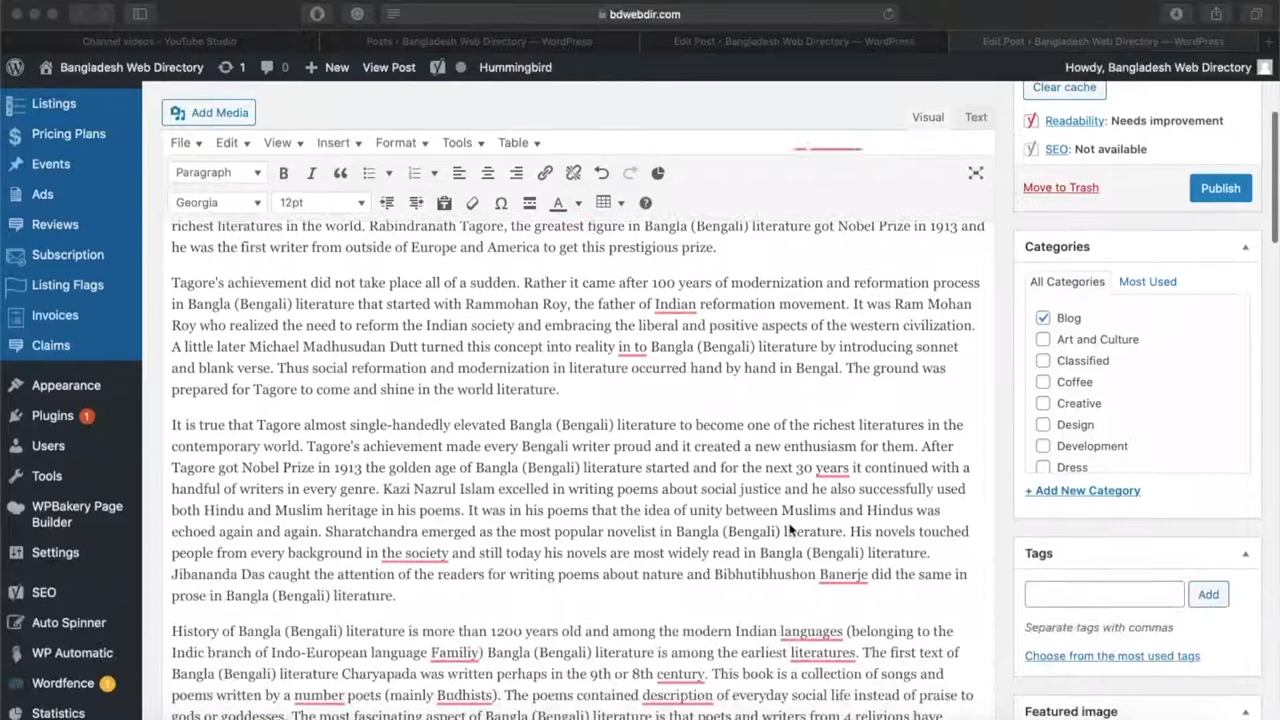 bdwebdir.com
Channel videos - YouTube Studio
Posts ‹ Bangladesh Web Directory — WordPress
Edit Post ‹ Bangladesh Web Directory — WordPress
Edit Post ‹ Bangladesh Web Directory — WordPress
Bangladesh Web Directory
1
0
New
View Post
Hummingbird
Howdy, Bangladesh Web Directory
Listings
Pricing Plans
Events
Ads
Reviews
Subscription
Listing Flags
Invoices
Claims
Appearance
Plugins 1
Users
Tools
WPBakery Page
Builder
Settings
SEO
Auto Spinner
WP Automatic
Wordfence 1
Statistics
Add Media
Visual
Text
File
Edit
View
Insert
Format
Tools
Table
Paragraph
Georgia
12pt
richest literatures in the world. Rabindranath Tagore, the greatest figure in Bangla (Bengali) literature got Nobel Prize in 1913 and
he was the first writer from outside of Europe and America to get this prestigious prize.
Tagore's achievement did not take place all of a sudden. Rather it came after 100 years of modernization and reformation process
in Bangla (Bengali) literature that started with Rammohan Roy, the father of Indian reformation movement. It was Ram Mohan
Roy who realized the need to reform the Indian society and embracing the liberal and positive aspects of the western civilization.
A little later Michael Madhusudan Dutt turned this concept into reality in to Bangla (Bengali) literature by introducing sonnet
and blank verse. Thus social reformation and modernization in literature occurred hand by hand in Bengal. The ground was
prepared for Tagore to come and shine in the world literature.
It is true that Tagore almost single-handedly elevated Bangla (Bengali) literature to become one of the richest literatures in the
contemporary world. Tagore's achievement made every Bengali writer proud and it created a new enthusiasm for them. After
Tagore got Nobel Prize in 1913 the golden age of Bangla (Bengali) literature started and for the next 30 years it continued with a
handful of writers in every genre. Kazi Nazrul Islam excelled in writing poems about social justice and he also successfully used
both Hindu and Muslim heritage in his poems. It was in his poems that the idea of unity between Muslims and Hindus was
echoed again and again. Sharatchandra emerged as the most popular novelist in Bangla (Bengali) literature. His novels touched
people from every background in the society and still today his novels are most widely read in Bangla (Bengali) literature.
Jibananda Das caught the attention of the readers for writing poems about nature and Bibhutibhushon Banerje did the same in
prose in Bangla (Bengali) literature.
History of Bangla (Bengali) literature is more than 1200 years old and among the modern Indian languages (belonging to the
Indic branch of Indo-European language Familiy) Bangla (Bengali) literature is among the earliest literatures. The first text of
Bangla (Bengali) literature Charyapada was written perhaps in the 9th or 8th century. This book is a collection of songs and
poems written by a number poets (mainly Budhists). The poems contained description of everyday social life instead of praise to
gods or goddesses. The most fascinating aspect of Bangla (Bengali) literature is that poets and writers from 4 religions have
Clear cache
Readability: Needs improvement
SEO: Not available
Move to Trash
Publish
Categories
All Categories
Most Used
Blog
Art and Culture
Classified
Coffee
Creative
Design
Development
Dress
+ Add New Category
Tags
Add
Separate tags with commas
Choose from the most used tags
Featured image